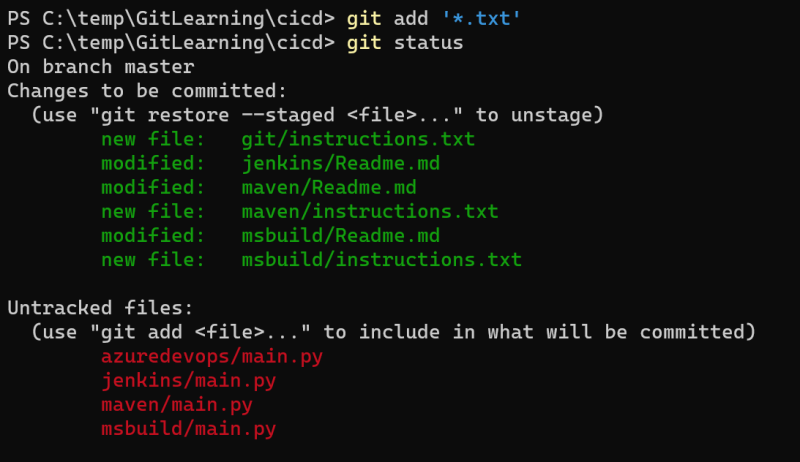 PS C:\temp\GitLearning\cicd> git add '*.txt'
PS C:\temp\GitLearning\cicd> git status
On branch master
Changes to be committed:
  (use "git restore --staged <file>..." to unstage)
        new file:   git/instructions.txt
        modified:   jenkins/Readme.md
        modified:   maven/Readme.md
        new file:   maven/instructions.txt
        modified:   msbuild/Readme.md
        new file:   msbuild/instructions.txt

Untracked files:
  (use "git add <file>..." to include in what will be committed)
        azuredevops/main.py
        jenkins/main.py
        maven/main.py
        msbuild/main.py